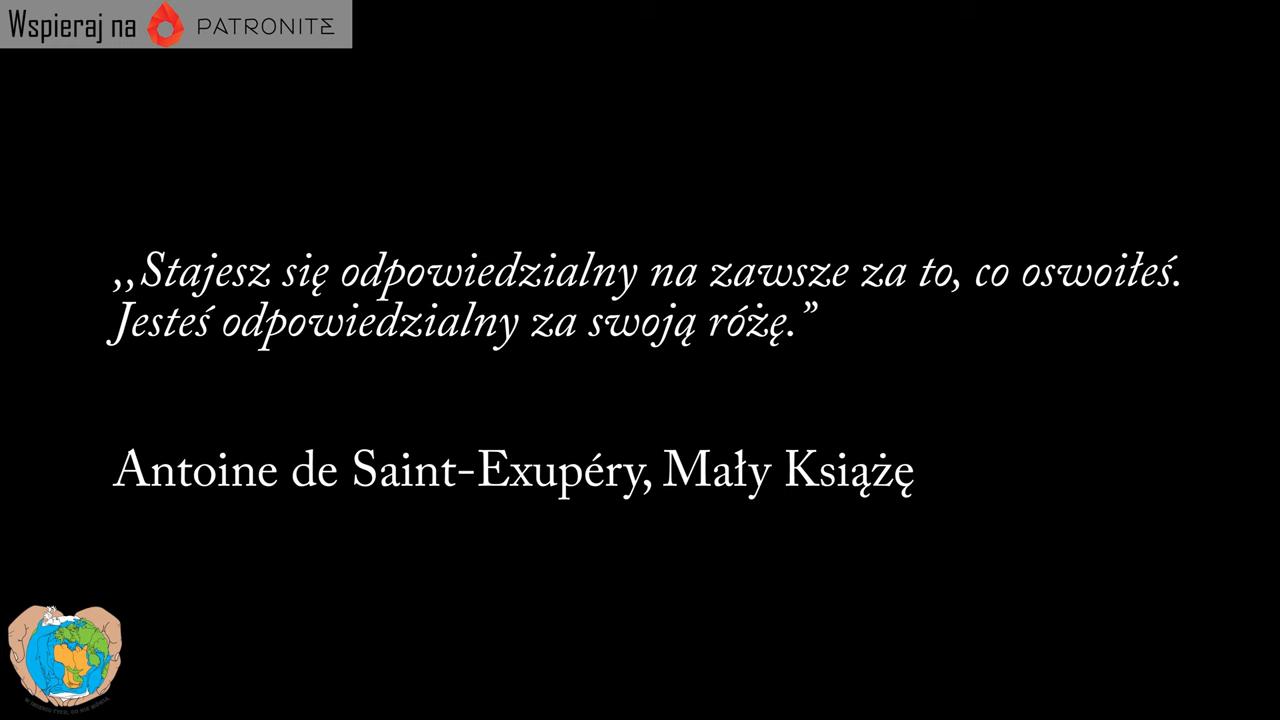 Wspieraj na PATRONITE
,,Stajesz się odpowiedzialny na zawsze za to, co oswoiłeś.
Jesteś odpowiedzialny za swoją różę.”
Antoine de Saint-Exupéry, Mały Książę